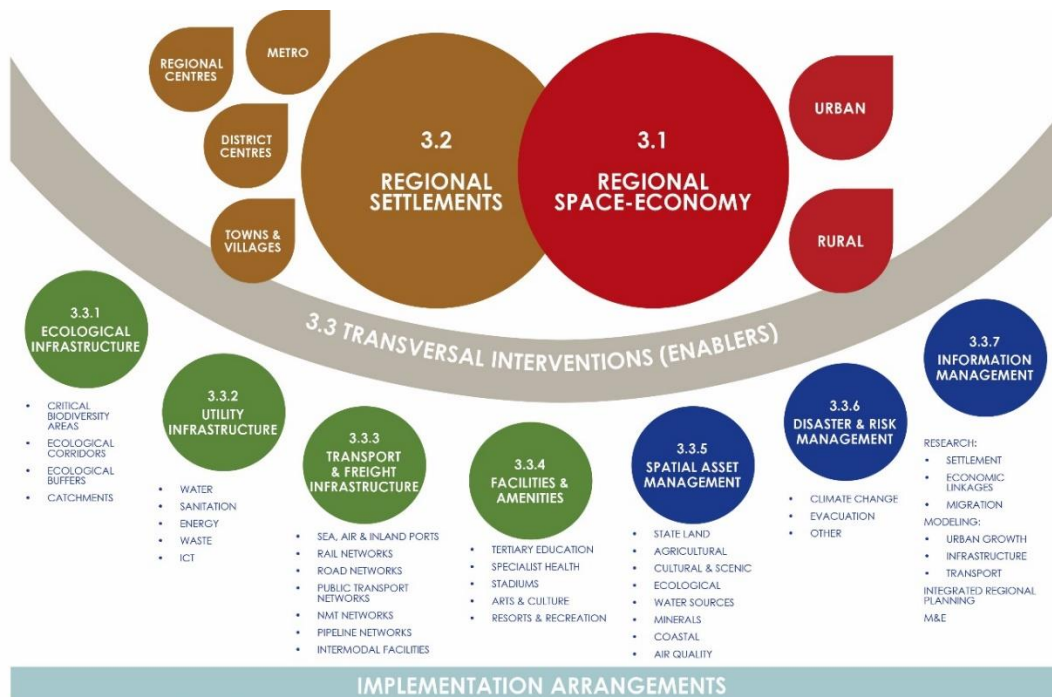 REGIONAL
CENTRES
METRO
DISTRICT
CENTRES
TOWNS &
VILLAGES
3.2
REGIONAL
SETTLEMENTS
3.1
REGIONAL
SPACE-ECONOMY
URBAN
RURAL
3.3 TRANSVERSAL INTERVENTIONS (ENABLERS)
3.3.1
ECOLOGICAL
INFRASTRUCTURE
• CRITICAL
BIODIVERSITY
AREAS
• ECOLOGICAL
CORRIDORS
• ECOLOGICAL
BUFFERS
• CATCHMENTS
3.3.2
UTILITY
INFRASTRUCTURE
• WATER
• SANITATION
• ENERGY
• WASTE
• ICT
3.3.3
TRANSPORT
& FREIGHT
INFRASTRUCTURE
• SEA, AIR & INLAND PORTS
• RAIL NETWORKS
• ROAD NETWORKS
• PUBLIC TRANSPORT
NETWORKS
• NMT NETWORKS
• PIPELINE NETWORKS
• INTERMODAL FACILITIES
3.3.4
FACILITIES &
AMENITIES
• TERTIARY EDUCATION
• SPECIALIST HEALTH
• STADIUMS
• ARTS & CULTURE
• RESORTS & RECREATION
3.3.5
SPATIAL ASSET
MANAGEMENT
• STATE LAND
• AGRICULTURAL
• CULTURAL & SCENIC
• ECOLOGICAL
• WATER SOURCES
• MINERALS
• COASTAL
• AIR QUALITY
3.3.6
DISASTER & RISK
MANAGEMENT
• CLIMATE CHANGE
• EVACUATION
• OTHER
3.3.7
INFORMATION
MANAGEMENT
RESEARCH:
• SETTLEMENT
• ECONOMIC
LINKAGES
• MIGRATION
MODELING:
• URBAN GROWTH
• INFRASTRUCTURE
• TRANSPORT
INTEGRATED REGIONAL
PLANNING
M&E
IMPLEMENTATION ARRANGEMENTS